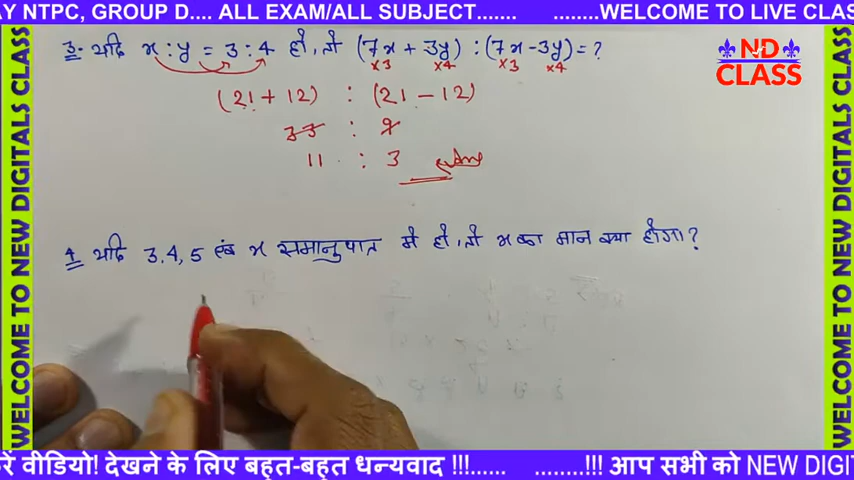 AY NTPC, GROUP D.... ALL EXAM/ALL SUBJECT.......
.......WELCOME TO LIVE CLAS
3. यदि x : y = 3 : 4 हो, तो (7x + 3y) : (7x - 3y) = ?
×3 ×4 ×3 ×4
(21 + 12) : (21 - 12)
33 : 9
11 : 3 Ans
ND
CLASS
4. यदि 3, 4, 5 एवं x समानुपात में हो, तो x का मान क्या होगा ?
WELCOME TO NEW DIGITALS CLASS
WELCOME TO NEW DIGITALS CLASS
रें वीडियो! देखने के लिए बहुत-बहुत धन्यवाद !!!......
........!!! आप सभी को NEW DIGIT